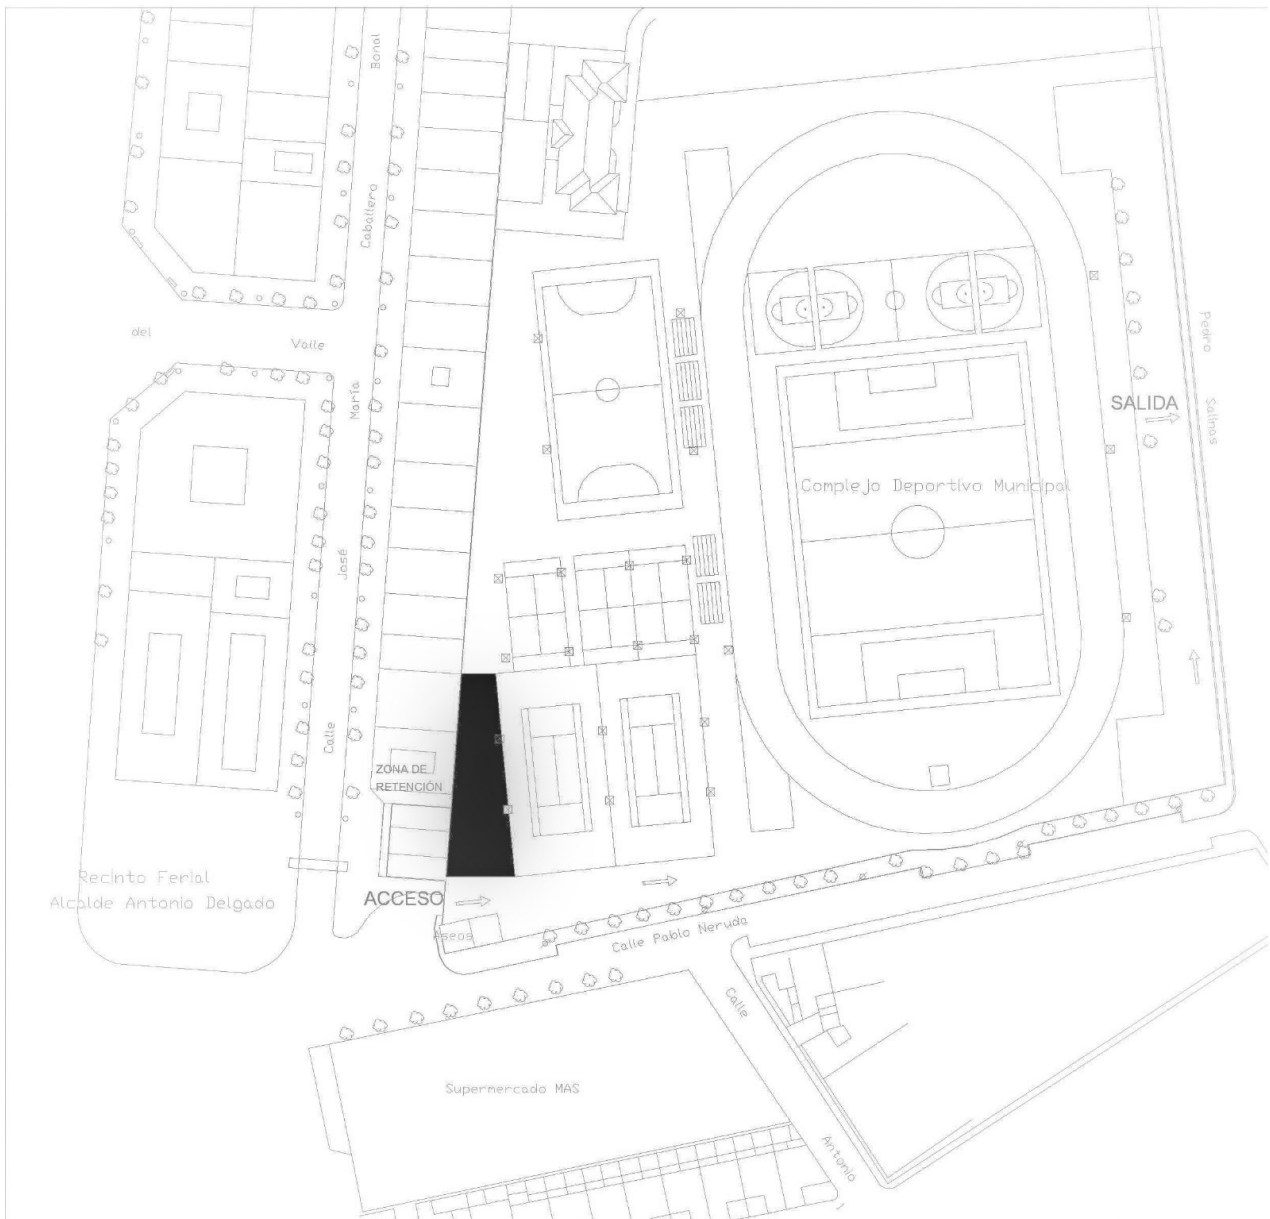 Bonal
Caballero
del
Valle
María
José
Calle
Pedro
Salinas
SALIDA
Complejo Deportivo Municipal
ZONA DE
RETENCIÓN
Recinto Ferial
Alcalde Antonio Delgado
ACCESO
Aseos
Calle Pablo Neruda
Calle
Antonio
Supermercado MAS